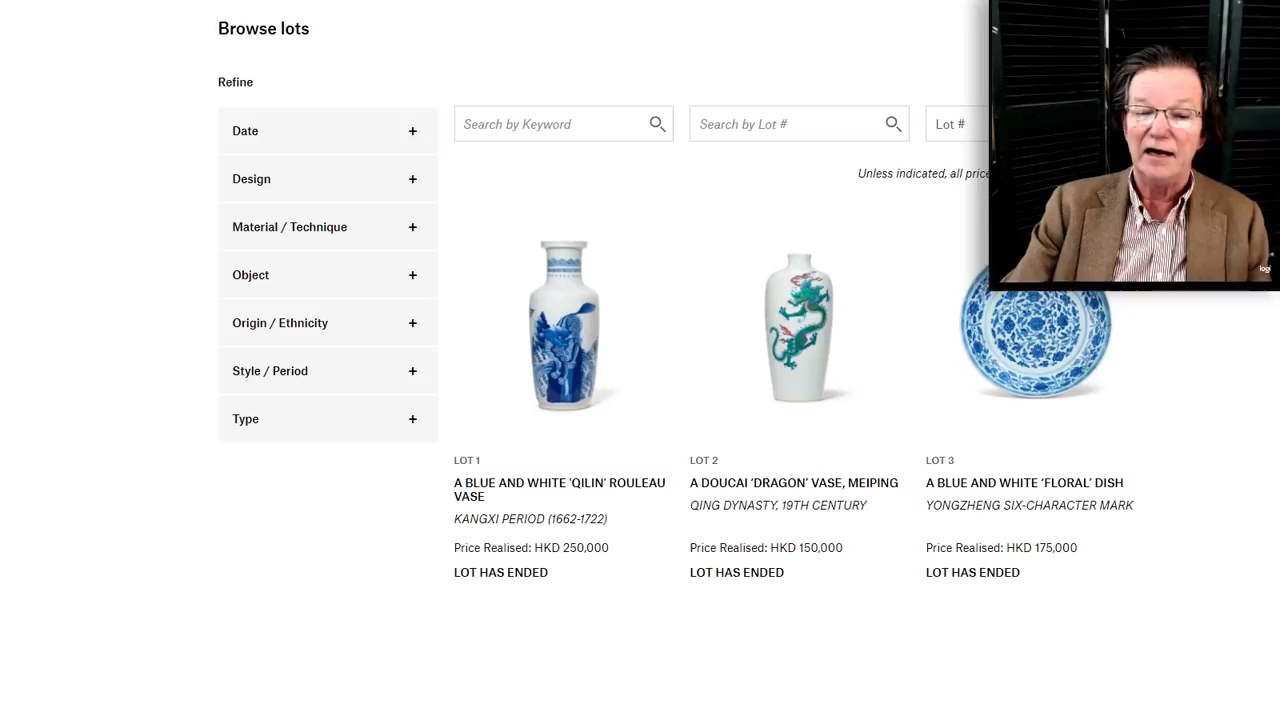 Browse lots
Refine
Date +
Design +
Material / Technique +
Object +
Origin / Ethnicity +
Style / Period +
Type +
Search by Keyword
Search by Lot #
Lot #
Unless indicated, all price
LOT 1
A BLUE AND WHITE 'QILIN' ROULEAU
VASE
KANGXI PERIOD (1662-1722)
Price Realised: HKD 250,000
LOT HAS ENDED
LOT 2
A DOUCAI ‘DRAGON’ VASE, MEIPING
QING DYNASTY, 19TH CENTURY
Price Realised: HKD 150,000
LOT HAS ENDED
LOT 3
A BLUE AND WHITE ‘FLORAL’ DISH
YONGZHENG SIX-CHARACTER MARK
Price Realised: HKD 175,000
LOT HAS ENDED
logi